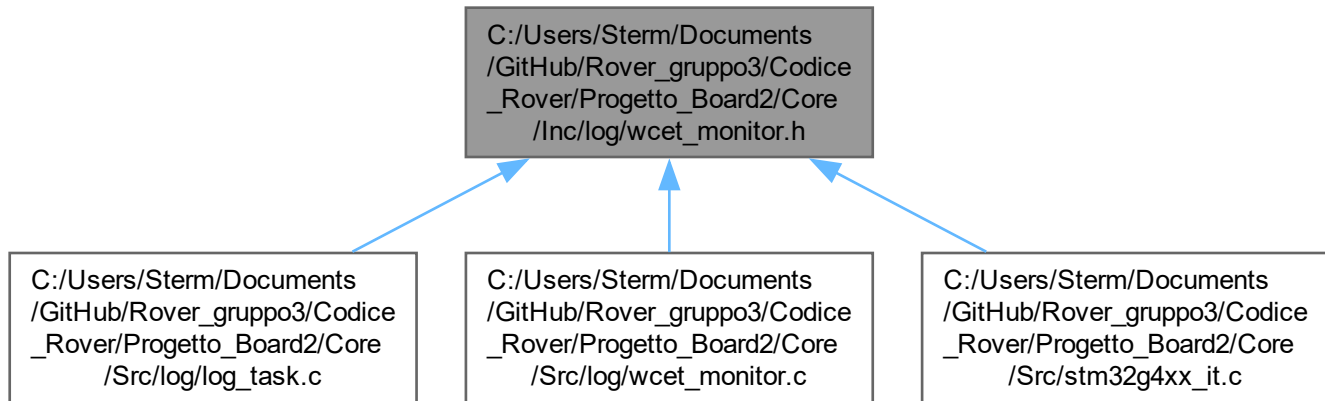 C:/Users/Sterm/Documents
/GitHub/Rover_gruppo3/Codice
_Rover/Progetto_Board2/Core
/Inc/log/wcet_monitor.h
C:/Users/Sterm/Documents
/GitHub/Rover_gruppo3/Codice
_Rover/Progetto_Board2/Core
/Src/log/log_task.c
C:/Users/Sterm/Documents
/GitHub/Rover_gruppo3/Codice
_Rover/Progetto_Board2/Core
/Src/log/wcet_monitor.c
C:/Users/Sterm/Documents
/GitHub/Rover_gruppo3/Codice
_Rover/Progetto_Board2/Core
/Src/stm32g4xx_it.c